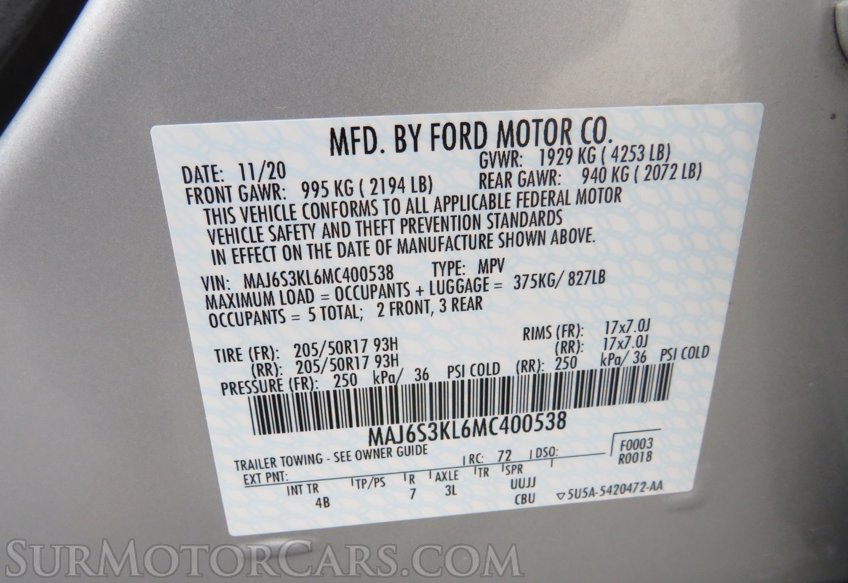 MFD. BY FORD MOTOR CO.
DATE: 11/20 GVWR: 1929 KG ( 4253 LB)
FRONT GAWR: 995 KG ( 2194 LB) REAR GAWR: 940 KG ( 2072 LB)
THIS VEHICLE CONFORMS TO ALL APPLICABLE FEDERAL MOTOR
VEHICLE SAFETY AND THEFT PREVENTION STANDARDS
IN EFFECT ON THE DATE OF MANUFACTURE SHOWN ABOVE.
VIN: MAJ6S3KL6MC400538 TYPE: MPV
MAXIMUM LOAD = OCCUPANTS + LUGGAGE = 375KG/ 827LB
OCCUPANTS = 5 TOTAL; 2 FRONT, 3 REAR
TIRE (FR): 205/50R17 93H RIMS (FR): 17x7.0J
(RR): 205/50R17 93H (RR): 17x7.0J
PRESSURE (FR): 250 kPa/ 36 PSI COLD (RR): 250 kPa/ 36 PSI COLD
MAJ6S3KL6MC400538
TRAILER TOWING - SEE OWNER GUIDE F0003
EXT PNT: RC: 72 DSO: R0018
INT TR TP/PS R AXLE TR SPR
4B 7 3L UUJJ
CBU ▽5U5A-5420472-AA
SURMOTORCARS.COM